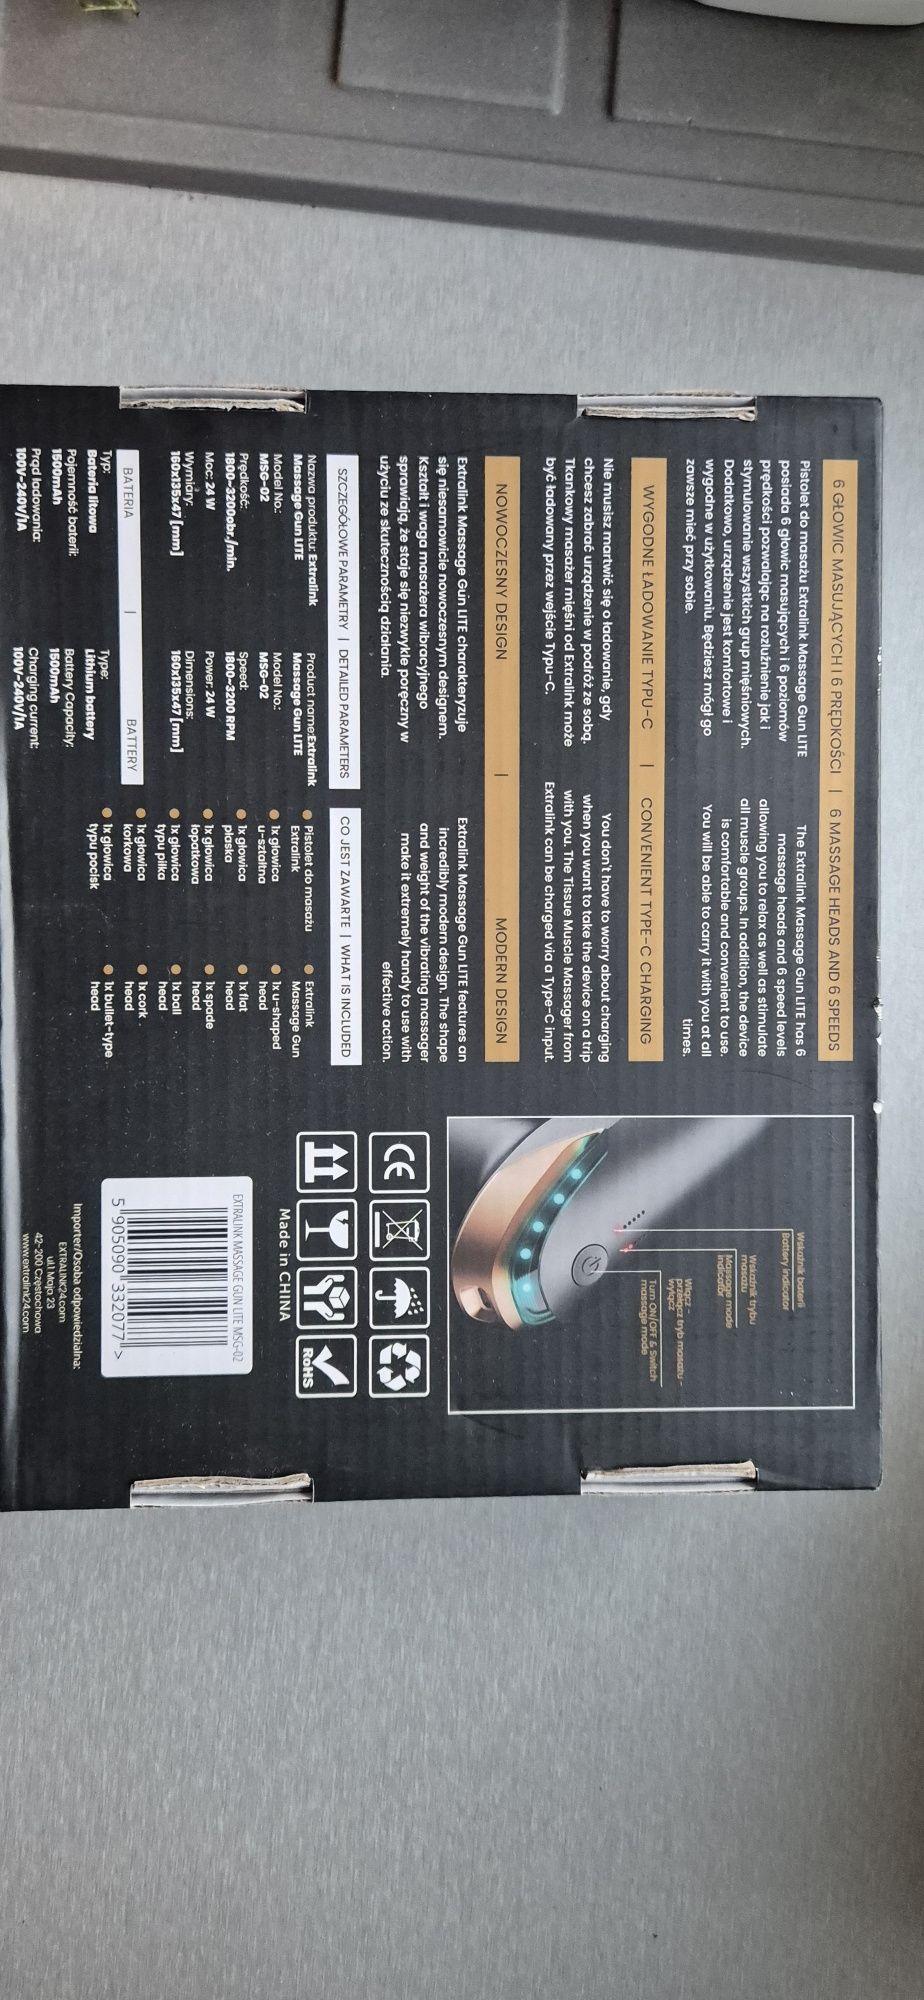 6 GŁOWIC MASUJĄCYCH I 6 PRĘDKOŚCI | 6 MASSAGE HEADS AND 6 SPEEDS
Pistolet do masażu Extralink Massage Gun LITE
posiada 6 głowic masujących i 6 poziomów
prędkości pozwalając na rozluźnienie jak i
stymulowanie wszystkich grup mięśniowych.
Dodatkowo, urządzenie jest komfortowe i
wygodne w użytkowaniu. Będziesz mógł go
zawsze mieć przy sobie.
The Extralink Massage Gun LITE has 6
massage heads and 6 speed levels
allowing you to relax as well as stimulate
all muscle groups. In addition, the device
is comfortable and convenient to use.
You will be able to carry it with you at all
times.
WYGODNE ŁADOWANIE TYPU-C | CONVENIENT TYPE-C CHARGING
Nie musisz martwić się o ładowanie, gdy
chcesz zabrać urządzenie w podróż ze sobą.
Tkankowy masażer mięśni od Extralink może
być ładowany przez wejście Typu-C.
You don't have to worry about charging
when you want to take the device on a trip
with you. The Tissue Muscle Massager from
Extralink can be charged via a Type-C input.
NOWOCZESNY DESIGN | MODERN DESIGN
Extralink Massage Gun LITE charakteryzuje
się niesamowicie nowoczesnym designem.
Kształt i waga masażera wibracyjnego
sprawiają, że staje się niezwykle poręczny w
użyciu ze skutecznością działania.
Extralink Massage Gun LITE features an
incredibly modern design. The shape
and weight of the vibrating massager
make it extremely handy to use with
effective action.
Wskaźnik baterii
Battery indicator
Wskaźnik trybu
masażu
Massage mode
indicator
Włącz -
przełącz tryb masażu -
wyłącz
Turn ON/OFF & Switch
massage mode
SZCZEGÓŁOWE PARAMETRY | DETAILED PARAMETERS
Nazwa produktu: Extralink
Massage Gun LITE
Model No.:
MSG-02
Prędkość:
1800-3200obr./min.
Moc: 24W
Wymiary:
160x135x47 [mm]
Product name:Extralink
Massage Gun LITE
Model No.:
MSG-02
Speed:
1800-3200 RPM
Power: 24W
Dimensions:
160x135x47 [mm]
BATERIA | BATTERY
Typ:
Bateria litowa
Pojemność baterii:
1500mAh
Prąd ładowania:
100V-240V/1A
Type:
Lithium battery
Battery Capacity:
1500mAh
Charging current:
100V-240V/1A
CO JEST ZAWARTE | WHAT IS INCLUDED
Pistolet do masażu
Extralink
1x głowica
u-ształtna
1x głowica
płaska
1x głowica
łopatkowa
1x głowica
typu piłka
1x głowica
korkowa
1x głowica
typu pocisk
Extralink
Massage Gun
1x u-shaped
head
1x flat
head
1x spade
head
1x ball
head
1x cork
head
1x bullet-type
head
CE
RoHS
Made in CHINA
EXTRALINK MASSAGE GUN LITE MSG-02
5 905090 332077 >
Importer/Osoba odpowiedzialna:
EXTRALINK24.com
ul.1 Maja 23
42-200 Częstochowa
www.extralink24.com